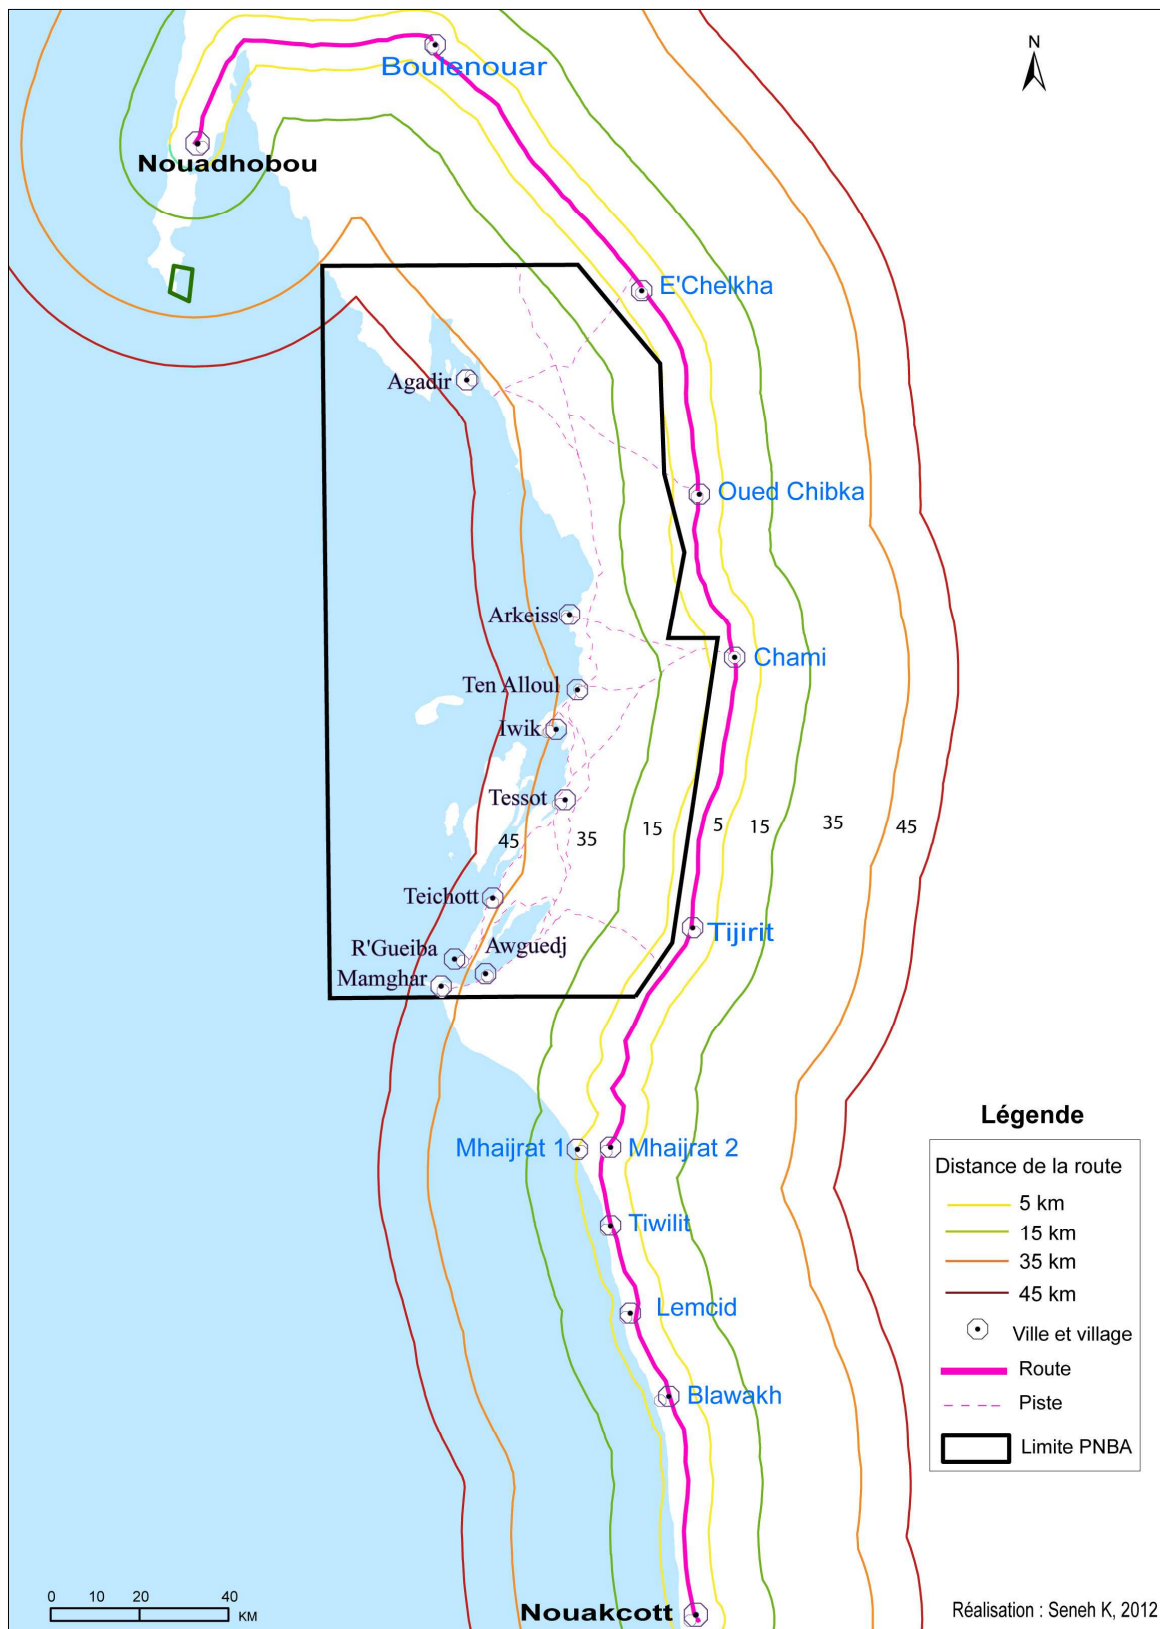 N
Boulenouar
Nouadhobou
E'Chelkha
Agadir
Oued Chibka
Arkeiss
Chami
Ten Alloul
Iwik
Tessot
45
35
15
5
15
35
45
Teichott
Tijirit
R'Gueiba
Awguedj
Mamghar
Mhaijrat 1
Mhaijrat 2
Tiwilit
Lemcid
Blawakh
Nouakcott
Légende
Distance de la route
5 km
15 km
35 km
45 km
Ville et village
Route
Piste
Limite PNBA
0 10 20 40
KM
Réalisation : Seneh K, 2012